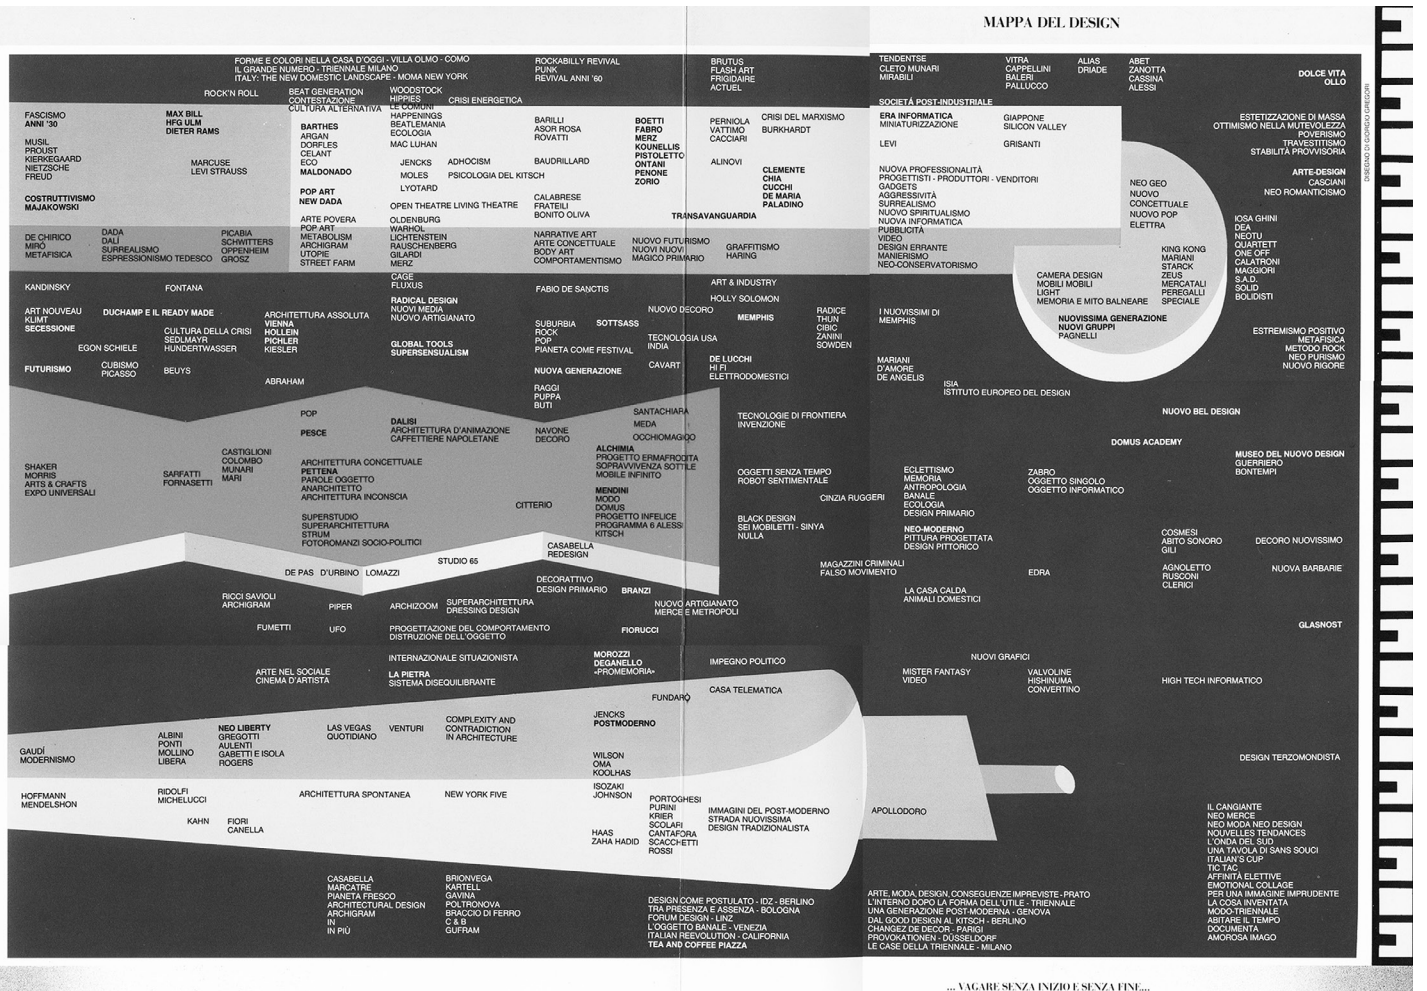 MAPPA DEL DESIGN
FORME E COLORI NELLA CASA D'OGGI - VILLA OLMO - COMO
IL GRANDE NUMERO - TRIENNALE MILANO
ITALY: THE NEW DOMESTIC LANDSCAPE - MOMA NEW YORK
ROCK'N ROLL
BEAT GENERATION
CONTESTAZIONE
CULTURA ALTERNATIVA
WOODSTOCK
HIPPIES
LE COMUNI
HAPPENINGS
BEATLEMANIA
ECOLOGIA
MAC LUHAN
CRISI ENERGETICA
ROCKABILLY REVIVAL
PUNK
REVIVAL ANNI '60
BRUTUS
FLASH ART
FRIGIDAIRE
ACTUEL
TENDENTSE
CLETO MUNARI
MIRABILI
VITRA
CAPPELLINI
BALERI
PALLUCCO
ALIAS
DRIADE
ABET
ZANOTTA
CASSINA
ALESSI
DOLCE VITA
OLLO
DISEGNO DI GIORGIO GREGORI
FASCISMO
ANNI '30
MUSIL
PROUST
KIERKEGAARD
NIETZSCHE
FREUD
COSTRUTTIVISMO
MAJAKOWSKI
MAX BILL
HFG ULM
DIETER RAMS
MARCUSE
LEVI STRAUSS
BARTHES
ARGAN
DORFLES
CELANT
ECO
MALDONADO
POP ART
NEW DADA
JENCKS
MOLES
LYOTARD
ADHOCISM
PSICOLOGIA DEL KITSCH
OPEN THEATRE LIVING THEATRE
BARILLI
ASOR ROSA
ROVATTI
BAUDRILLARD
CALABRESE
FRATEILI
BONITO OLIVA
BOETTI
FABRO
MERZ
KOUNELLIS
PISTOLETTO
ONTANI
PENONE
ZORIO
PERNIOLA
VATTIMO
CACCIARI
ALINOVI
CRISI DEL MARXISMO
BURKHARDT
CLEMENTE
CHIA
CUCCHI
DE MARIA
PALADINO
TRANSAVANGUARDIA
SOCIETÁ POST-INDUSTRIALE
ERA INFORMATICA
MINIATURIZZAZIONE
LEVI
GIAPPONE
SILICON VALLEY
GRISANTI
NUOVA PROFESSIONALITÀ
PROGETTISTI - PRODUTTORI - VENDITORI
GADGETS
AGGRESSIVITÀ
SURREALISMO
NUOVO SPIRITUALISMO
NUOVA INFORMATICA
PUBBLICITÀ
VIDEO
DESIGN ERRANTE
MANIERISMO
NEO-CONSERVATORISMO
NEO GEO
NUOVO
CONCETTUALE
NUOVO POP
ELETTRA
ESTETIZZAZIONE DI MASSA
OTTIMISMO NELLA MUTEVOLEZZA
POVERISMO
TRAVESTITISMO
STABILITÀ PROVVISORIA
ARTE-DESIGN
CASCIANI
NEO ROMANTICISMO
DE CHIRICO
MIRÓ
METAFISICA
DADA
DALÍ
SURREALISMO
ESPRESSIONISMO TEDESCO
PICABIA
SCHWITTERS
OPPENHEIM
GROSZ
ARTE POVERA
POP ART
METABOLISM
ARCHIGRAM
UTOPIE
STREET FARM
OLDENBURG
WARHOL
LICHTENSTEIN
RAUSCHENBERG
GILARDI
MERZ
NARRATIVE ART
ARTE CONCETTUALE
BODY ART
COMPORTAMENTISMO
NUOVO FUTURISMO
NUOVI NUOVI
MAGICO PRIMARIO
GRAFFITISMO
HARING
KING KONG
MARIANI
STARCK
ZEUS
MERCATALI
PEREGALLI
SPECIALE
IOSA GHINI
DEA
NEOTU
QUARTETT
ONE OFF
CALATRONI
MAGGIORI
S.A.D.
SOLID
BOLIDISTI
CAMERA DESIGN
MOBILI MOBILI
LIGHT
MEMORIA E MITO BALNEARE
NUOVISSIMA GENERAZIONE
NUOVI GRUPPI
PAGNELLI
KANDINSKY
FONTANA
CAGE
FLUXUS
RADICAL DESIGN
NUOVI MEDIA
NUOVO ARTIGIANATO
GLOBAL TOOLS
SUPERSENSUALISM
FABIO DE SANCTIS
ART & INDUSTRY
HOLLY SOLOMON
ART NOUVEAU
KLIMT
SECESSIONE
DUCHAMP E IL READY MADE
EGON SCHIELE
CULTURA DELLA CRISI
SEDLMAYR
HUNDERTWASSER
ARCHITETTURA ASSOLUTA
VIENNA
HOLLEIN
PICHLER
KIESLER
SUBURBIA
ROCK
POP
PIANETA COME FESTIVAL
SOTTSASS
NUOVO DECORO
TECNOLOGIA USA
INDIA
MEMPHIS
RADICE
THUN
CIBIC
ZANINI
SOWDEN
I NUOVISSIMI DI
MEMPHIS
ESTREMISMO POSITIVO
METAFISICA
METODO ROCK
NEO PURISMO
NUOVO RIGORE
FUTURISMO
CUBISMO
PICASSO
BEUYS
ABRAHAM
NUOVA GENERAZIONE
RAGGI
PUPPA
BUTI
CAVART
DE LUCCHI
HI FI
ELETTRODOMESTICI
MARIANI
D'AMORE
DE ANGELIS
ISIA
ISTITUTO EUROPEO DEL DESIGN
POP
PESCE
DALISI
ARCHITETTURA D'ANIMAZIONE
CAFFETTIERE NAPOLETANE
NAVONE
DECORO
SANTACHIARA
MEDA
OCCHIOMAGICO
TECNOLOGIE DI FRONTIERA
INVENZIONE
NUOVO BEL DESIGN
DOMUS ACADEMY
MUSEO DEL NUOVO DESIGN
GUERRIERO
BONTEMPI
SHAKER
MORRIS
ARTS & CRAFTS
EXPO UNIVERSALI
SARFATTI
FORNASETTI
CASTIGLIONI
COLOMBO
MUNARI
MARI
ARCHITETTURA CONCETTUALE
PETTENA
PAROLE OGGETTO
ANARCHITETTO
ARCHITETTURA INCONSCIA
SUPERSTUDIO
SUPERARCHITETTURA
STRUM
FOTOROMANZI SOCIO-POLITICI
CITTERIO
ALCHIMIA
PROGETTO ERMAFRODITA
SOPRAVVIVENZA SOTTILE
MOBILE INFINITO
MENDINI
MODO
DOMUS
PROGETTO INFELICE
PROGRAMMA 6 ALESSI
KITSCH
OGGETTI SENZA TEMPO
ROBOT SENTIMENTALE
CINZIA RUGGERI
BLACK DESIGN
SEI MOBILETTI - SINYA
NULLA
ECLETTISMO
MEMORIA
ANTROPOLOGIA
BANALE
ECOLOGIA
DESIGN PRIMARIO
NEO-MODERNO
PITTURA PROGETTATA
DESIGN PITTORICO
ZABRO
OGGETTO SINGOLO
OGGETTO INFORMATICO
COSMESI
ABITO SONORO
GILI
DECORO NUOVISSIMO
DE PAS D'URBINO LOMAZZI
STUDIO 65
CASABELLA
REDESIGN
MAGAZZINI CRIMINALI
FALSO MOVIMENTO
EDRA
AGNOLETTO
RUSCONI
CLERICI
NUOVA BARBARIE
RICCI SAVIOLI
ARCHIGRAM
PIPER
ARCHIZOOM
SUPERARCHITETTURA
DRESSING DESIGN
DECORATTIVO
DESIGN PRIMARIO
BRANZI
NUOVO ARTIGIANATO
MERCE E METROPOLI
LA CASA CALDA
ANIMALI DOMESTICI
FUMETTI
UFO
PROGETTAZIONE DEL COMPORTAMENTO
DISTRUZIONE DELL'OGGETTO
FIORUCCI
GLASNOST
ARTE NEL SOCIALE
CINEMA D'ARTISTA
INTERNAZIONALE SITUAZIONISTA
LA PIETRA
SISTEMA DISEQUILIBRANTE
MOROZZI
DEGANELLO
«PROMEMORIA»
IMPEGNO POLITICO
NUOVI GRAFICI
MISTER FANTASY
VIDEO
VALVOLINE
HISHINUMA
CONVERTINO
HIGH TECH INFORMATICO
FUNDARÒ
CASA TELEMATICA
GAUDÍ
MODERNISMO
ALBINI
PONTI
MOLLINO
LIBERA
NEO LIBERTY
GREGOTTI
AULENTI
GABETTI E ISOLA
ROGERS
LAS VEGAS
QUOTIDIANO
VENTURI
COMPLEXITY AND
CONTRADICTION
IN ARCHITECTURE
JENCKS
POSTMODERNO
WILSON
OMA
KOOLHAS
DESIGN TERZOMONDISTA
HOFFMANN
MENDELSHON
RIDOLFI
MICHELUCCI
KAHN
FIORI
CANELLA
ARCHITETTURA SPONTANEA
NEW YORK FIVE
ISOZAKI
JOHNSON
HAAS
ZAHA HADID
PORTOGHESI
PURINI
KRIER
SCOLARI
CANTAFORA
SCACCHETTI
ROSSI
IMMAGINI DEL POST-MODERNO
STRADA NUOVISSIMA
DESIGN TRADIZIONALISTA
APOLLODORO
IL CANGIANTE
NEO MERCE
NEO MODA NEO DESIGN
NOUVELLES TENDANCES
L'ONDA DEL SUD
UNA TAVOLA DI SANS SOUCI
ITALIAN'S CUP
TIC TAC
AFFINITÀ ELETTIVE
EMOTIONAL COLLAGE
PER UNA IMMAGINE IMPRUDENTE
LA COSA INVENTATA
MODO-TRIENNALE
ABITARE IL TEMPO
DOCUMENTA
AMOROSA IMAGO
CASABELLA
MARCATRE
PIANETA FRESCO
ARCHITECTURAL DESIGN
ARCHIGRAM
IN
IN PIÙ
BRIONVEGA
KARTELL
GAVINA
POLTRONOVA
BRACCIO DI FERRO
C & B
GUFRAM
DESIGN COME POSTULATO - IDZ - BERLINO
TRA PRESENZA E ASSENZA - BOLOGNA
FORUM DESIGN - LINZ
L'OGGETTO BANALE - VENEZIA
ITALIAN REEVOLUTION - CALIFORNIA
TEA AND COFFEE PIAZZA
ARTE, MODA, DESIGN, CONSEGUENZE IMPREVISTE - PRATO
L'INTERNO DOPO LA FORMA DELL'UTILE - TRIENNALE
UNA GENERAZIONE POST-MODERNA - GENOVA
DAL GOOD DESIGN AL KITSCH - BERLINO
CHANGEZ DE DECOR - PARIGI
PROVOKATIONEN - DÜSSELDORF
LE CASE DELLA TRIENNALE - MILANO
... VAGARE SENZA INIZIO E SENZA FINE...